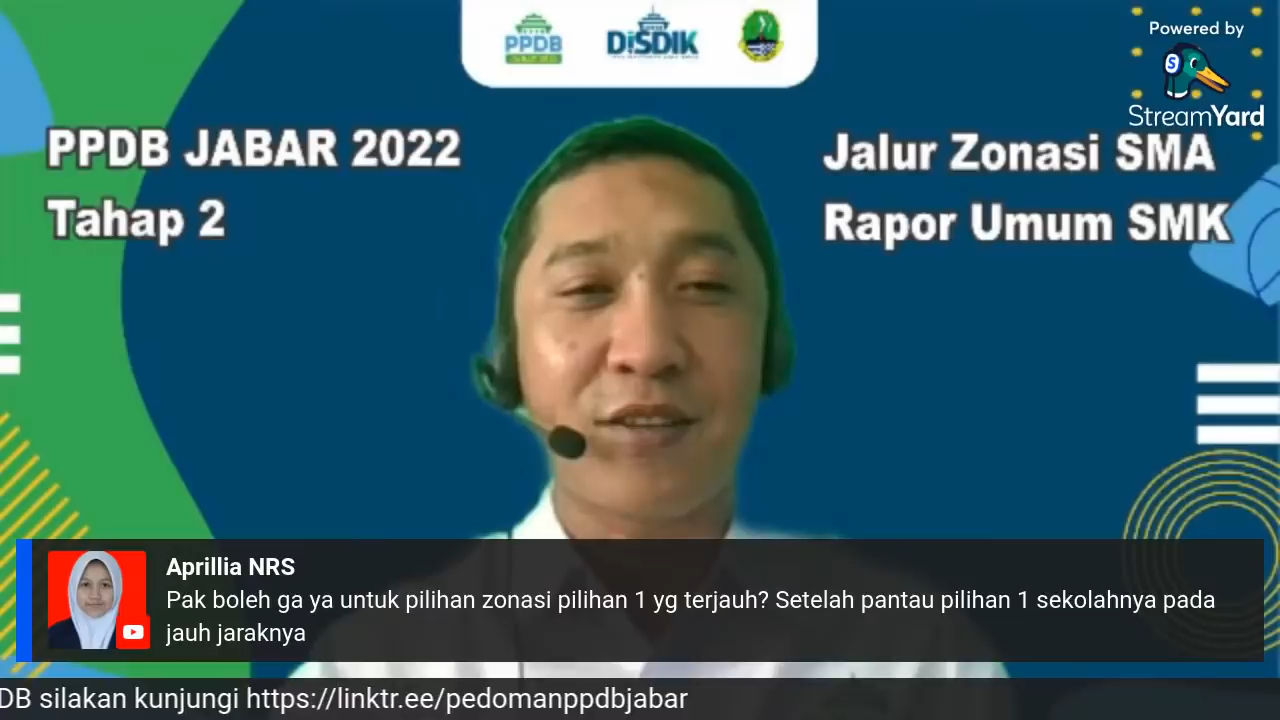 PPDB
DiSDIK
Powered by
S
StreamYard
PPDB JABAR 2022
Tahap 2
Jalur Zonasi SMA
Rapor Umum SMK
Aprillia NRS
Pak boleh ga ya untuk pilihan zonasi pilihan 1 yg terjauh? Setelah pantau pilihan 1 sekolahnya pada
jauh jaraknya
DB silakan kunjungi https://linktr.ee/pedomanppdbjabar